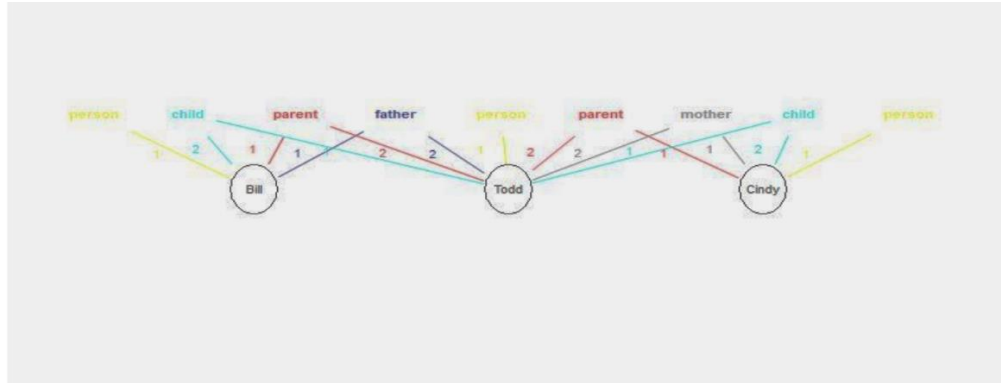 person child parent father person parent mother child person
1 2 1 1 2 2 1 2 2 1 1 1 2 1
Bill Todd Cindy